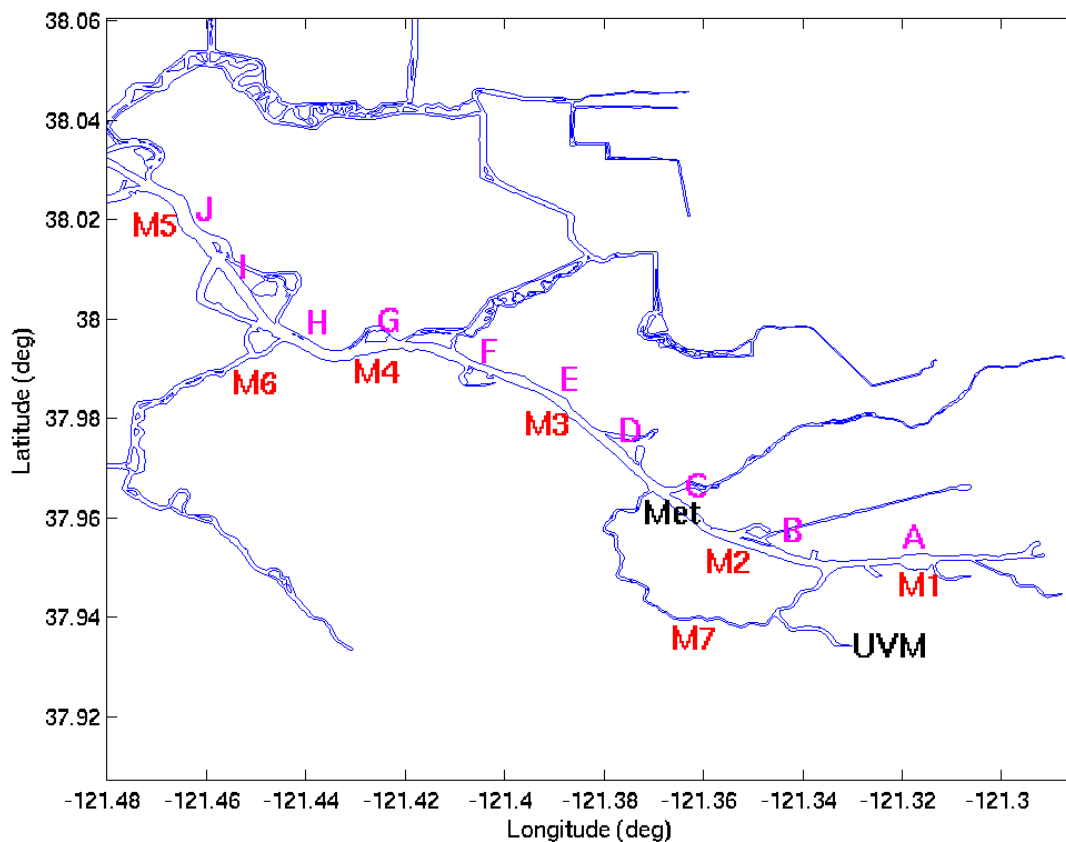 38.06
38.04
38.02
38
37.98
37.96
37.94
37.92
Latitude (deg)
J
M5
I
H
G
M4
M6
F
E
M3
D
C
Met
B
M2
A
M1
M7
UVM
-121.48 -121.46 -121.44 -121.42 -121.4 -121.38 -121.36 -121.34 -121.32 -121.3
Longitude (deg)